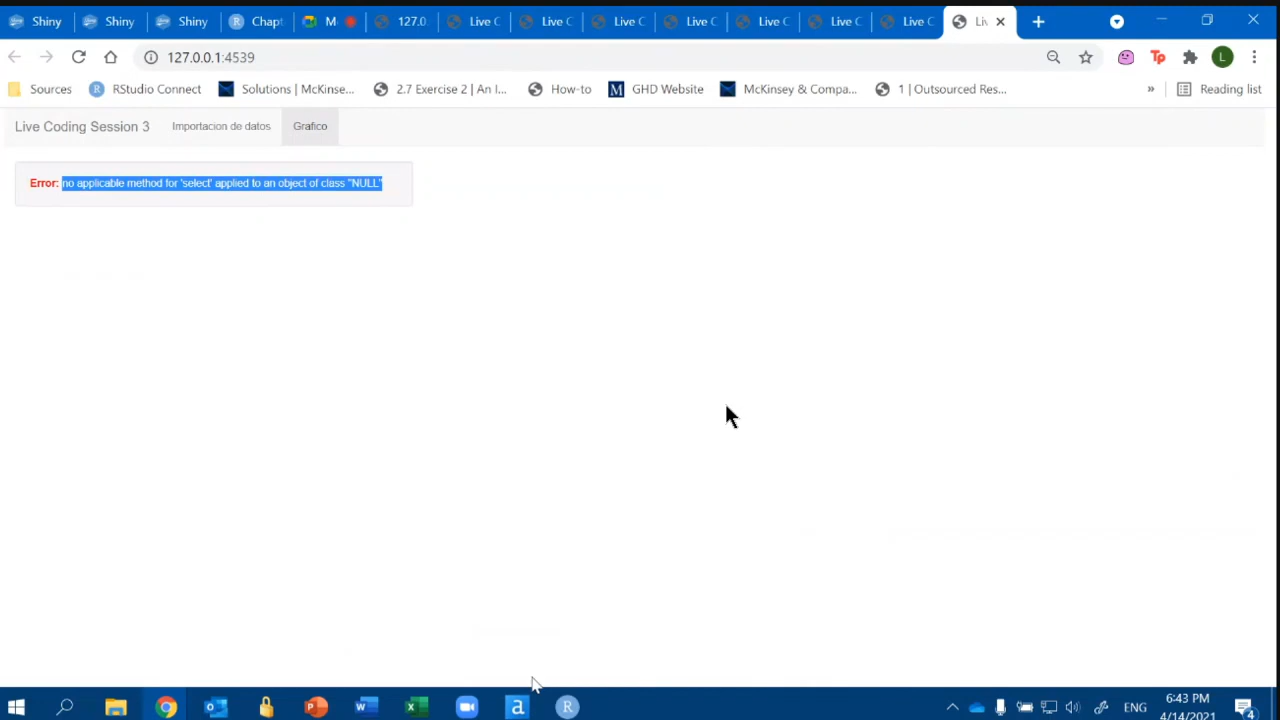 Shiny
Shiny
Shiny
Chapt
M
127.0
Live C
Live C
Live C
Live C
Live C
Live C
Live C
Liv
127.0.0.1:4539
L
Sources
RStudio Connect
Solutions | McKinse...
2.7 Exercise 2 | An I...
How-to
M
GHD Website
McKinsey & Compa...
1 | Outsourced Res...
»
Reading list
Live Coding Session 3
Importacion de datos
Grafico
Error: no applicable method for 'select' applied to an object of class "NULL"
ENG
6:43 PM
4/14/2021
4